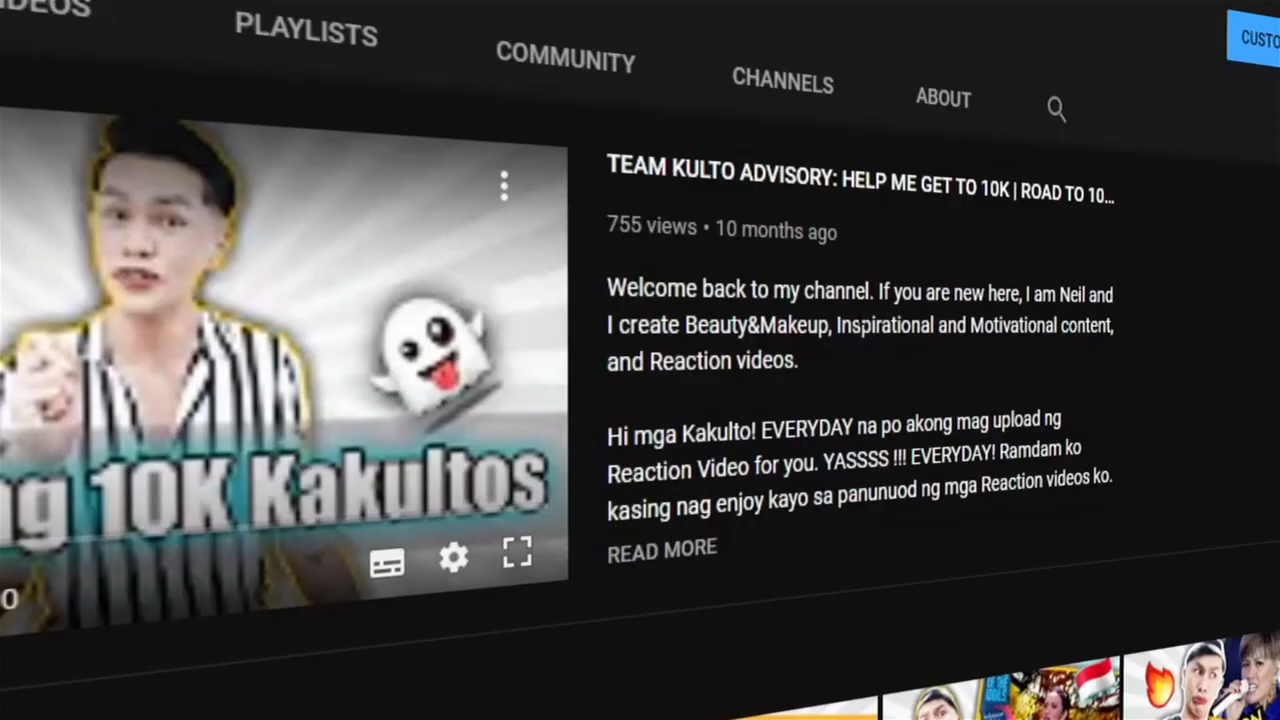 VIDEOS
PLAYLISTS
COMMUNITY
CHANNELS
ABOUT
TEAM KULTO ADVISORY: HELP ME GET TO 10K | ROAD TO 10...
755 views • 10 months ago
Welcome back to my channel. If you are new here, I am Neil and
I create Beauty&Makeup, Inspirational and Motivational content,
and Reaction videos.
Hi mga Kakulto! EVERYDAY na po akong mag upload ng
Reaction Video for you. YASSSS !!! EVERYDAY! Ramdam ko
kasing nag enjoy kayo sa panunuod ng mga Reaction videos ko.
READ MORE
ng 10K Kakultos